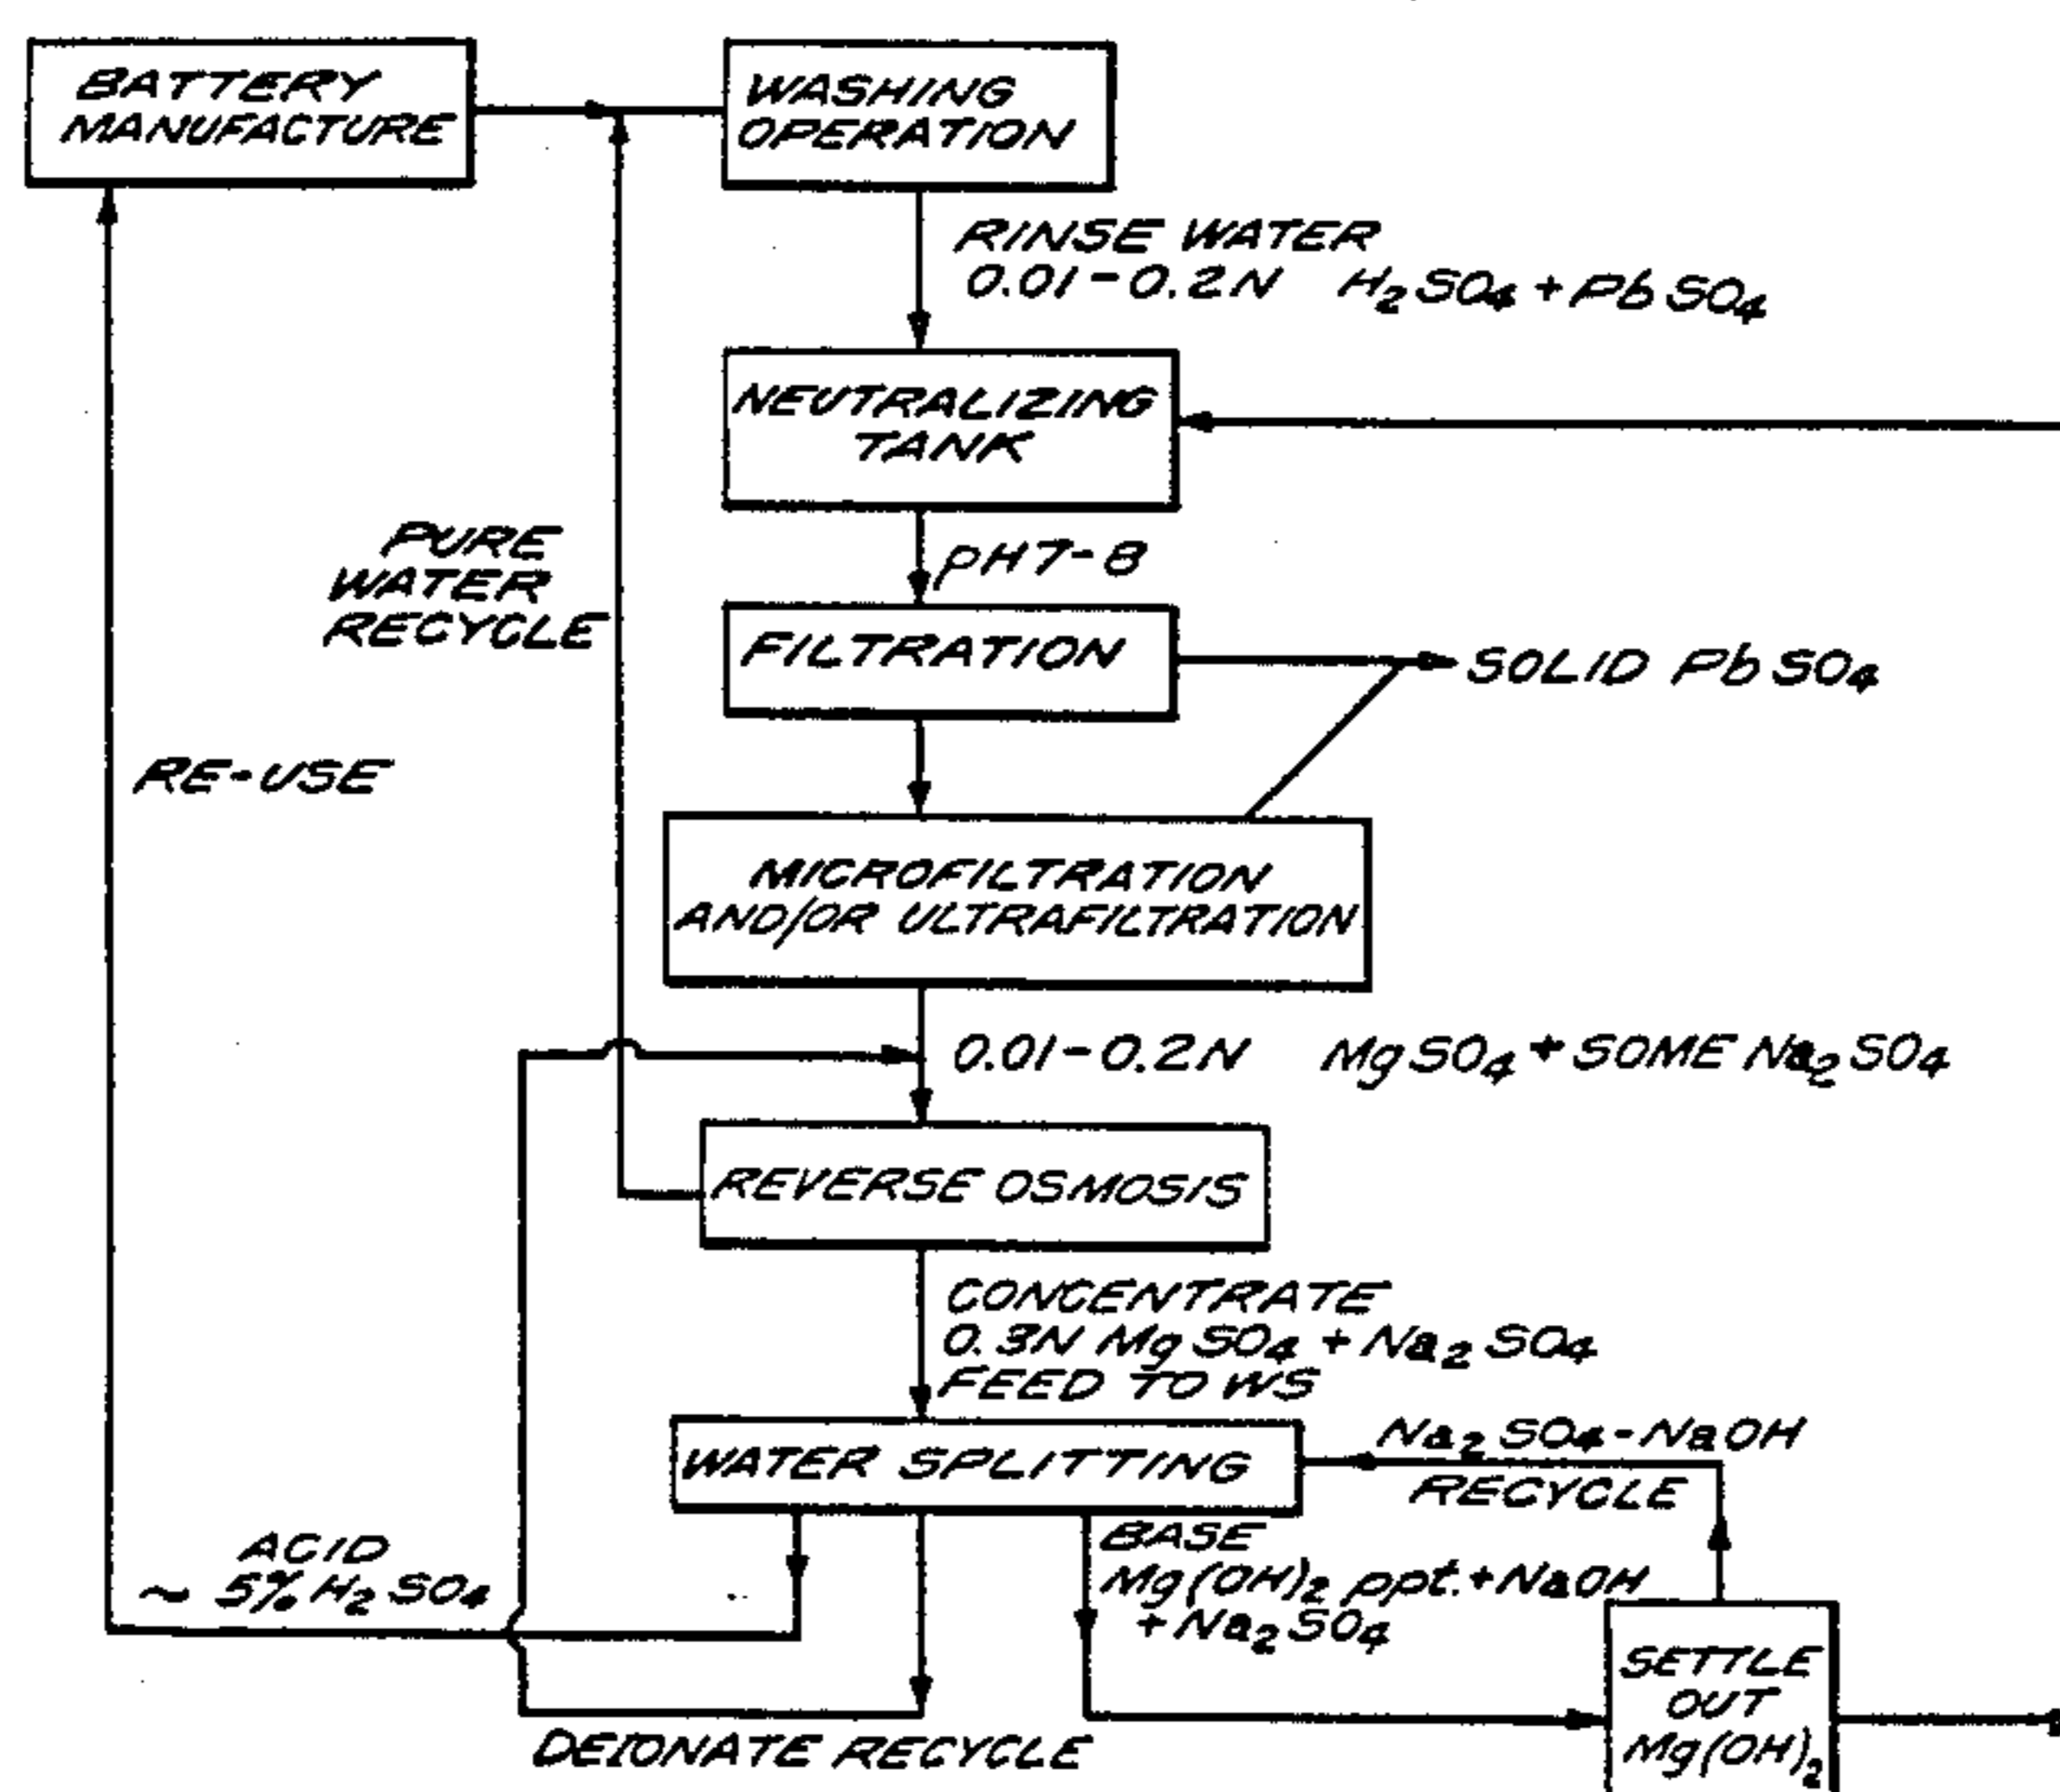 BATTERY
MANUFACTURE
WASHING
OPERATION
RINSE WATER
0.01-0.2N H₂SO₄ + PbSO₄
NEUTRALIZING
TANK
pH 7-8
PURE
WATER
RECYCLE
FILTRATION
SOLID PbSO₄
RE-USE
MICROFILTRATION
AND/OR ULTRAFILTRATION
0.01-0.2N MgSO₄ + SOME Na₂SO₄
REVERSE OSMOSIS
CONCENTRATE
0.3N MgSO₄ + Na₂SO₄
FEED TO WS
WATER SPLITTING
Na₂SO₄-NaOH
RECYCLE
ACID
~ 5% H₂SO₄
BASE
Mg(OH)₂ ppt.+NaOH
+Na₂SO₄
SETTLE
OUT
Mg(OH)₂
DEIONATE RECYCLE